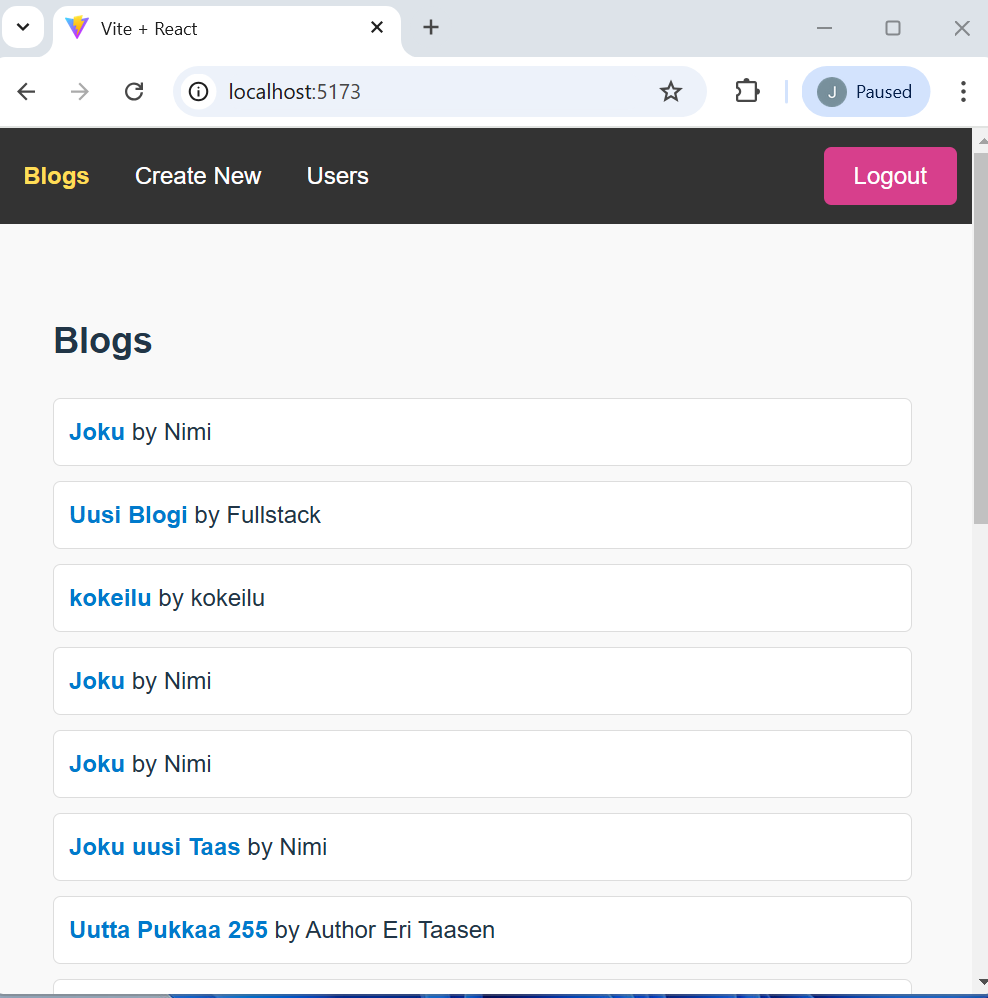 Vite + React
localhost:5173
J Paused
Blogs Create New Users Logout
Blogs
Joku by Nimi
Uusi Blogi by Fullstack
kokeilu by kokeilu
Joku by Nimi
Joku by Nimi
Joku uusi Taas by Nimi
Uutta Pukkaa 255 by Author Eri Taasen